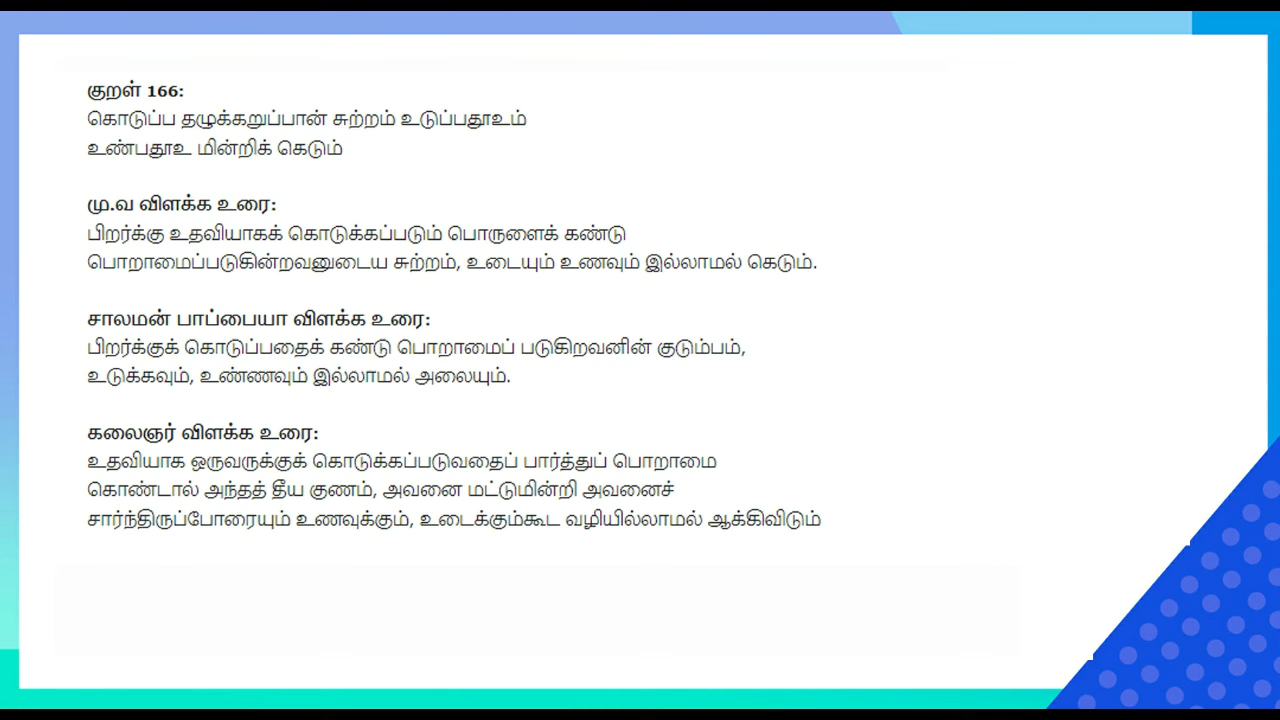 குறள் 166:
கொடுப்ப தழுக்கறுப்பான் சுற்றம் உடுப்பதூஉம்
உண்பதூஉ மின்றிக் கெடும்
மு.வ விளக்க உரை:
பிறர்க்கு உதவியாகக் கொடுக்கப்படும் பொருளைக் கண்டு
பொறாமைப்படுகின்றவனுடைய சுற்றம், உடையும் உணவும் இல்லாமல் கெடும்.
சாலமன் பாப்பையா விளக்க உரை:
பிறர்க்குக் கொடுப்பதைக் கண்டு பொறாமைப் படுகிறவனின் குடும்பம்,
உடுக்கவும், உண்ணவும் இல்லாமல் அலையும்.
கலைஞர் விளக்க உரை:
உதவியாக ஒருவருக்குக் கொடுக்கப்படுவதைப் பார்த்துப் பொறாமை
கொண்டால் அந்தத் தீய குணம், அவனை மட்டுமின்றி அவனைச்
சார்ந்திருப்போரையும் உணவுக்கும், உடைக்கும்கூட வழியில்லாமல் ஆக்கிவிடும்